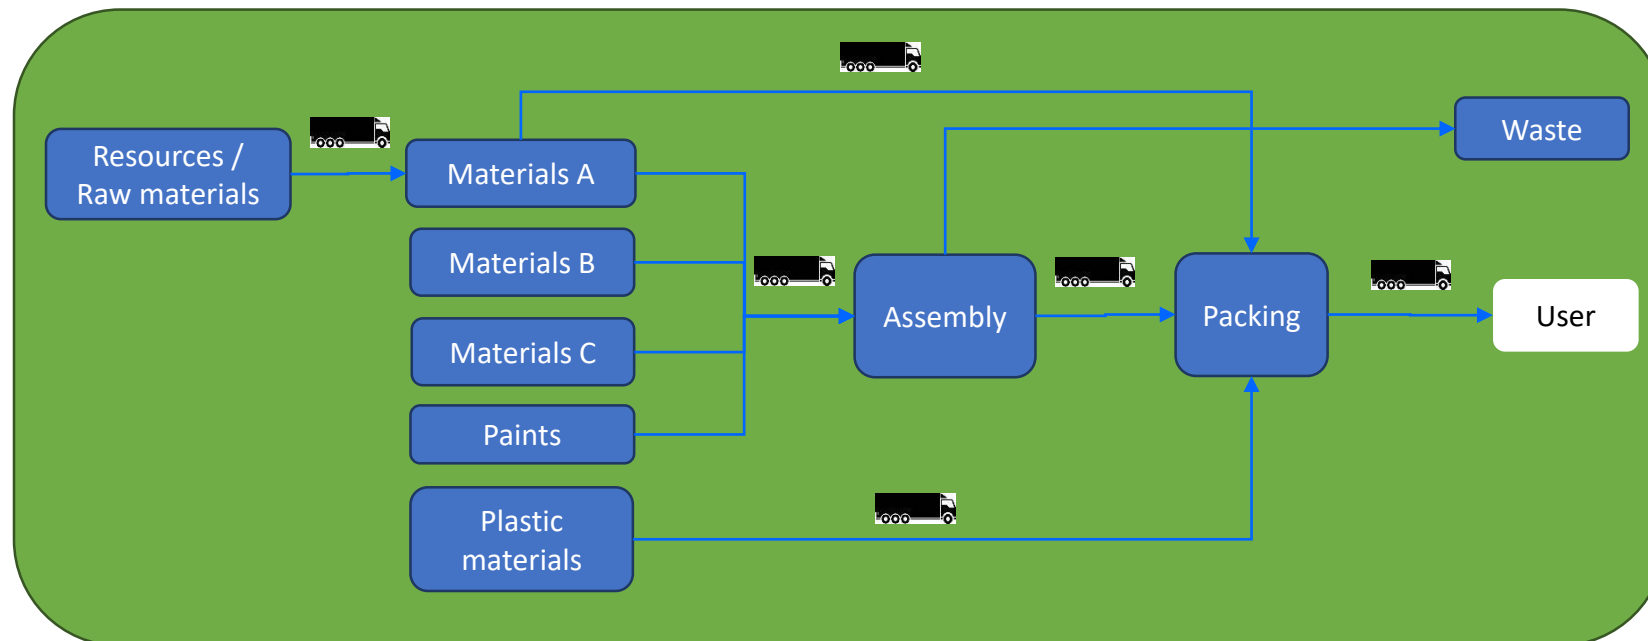 Resources /
Raw materials
Materials A
Materials B
Materials C
Paints
Plastic
materials
Assembly
Packing
Waste
User